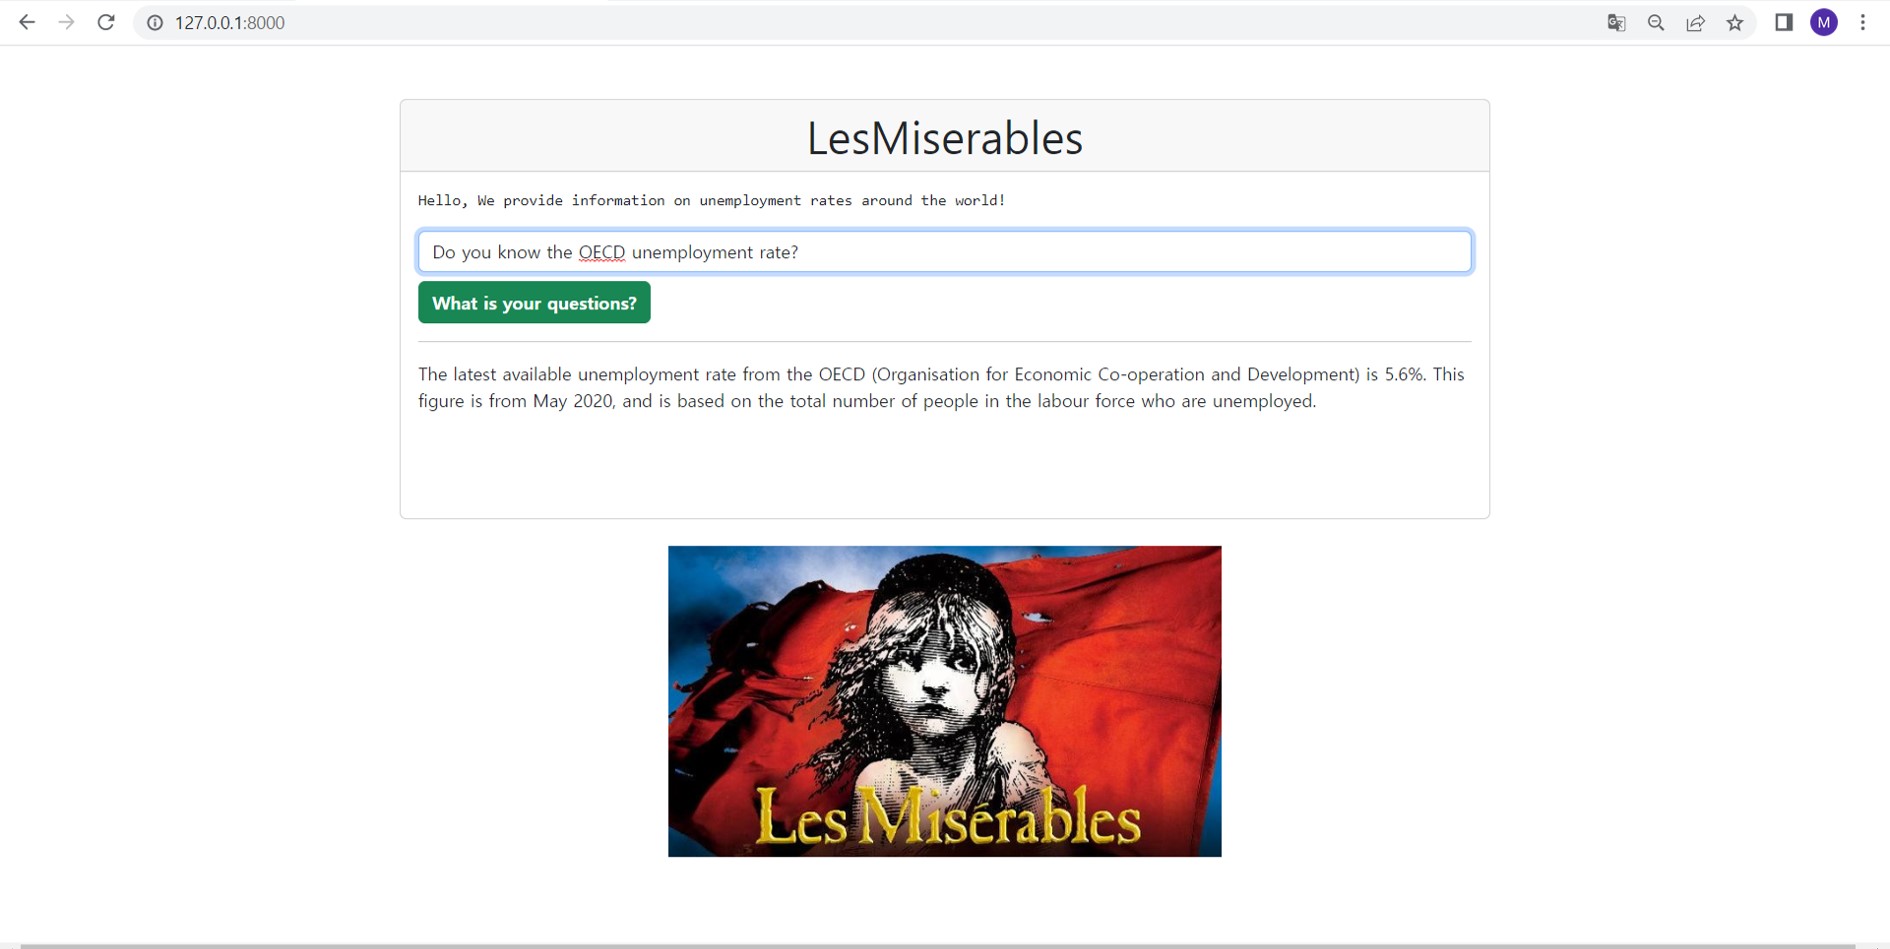 127.0.0.1:8000
M
LesMiserables
Hello, We provide information on unemployment rates around the world!
Do you know the OECD unemployment rate?
What is your questions?
The latest available unemployment rate from the OECD (Organisation for Economic Co-operation and Development) is 5.6%. This
figure is from May 2020, and is based on the total number of people in the labour force who are unemployed.
Les Misérables